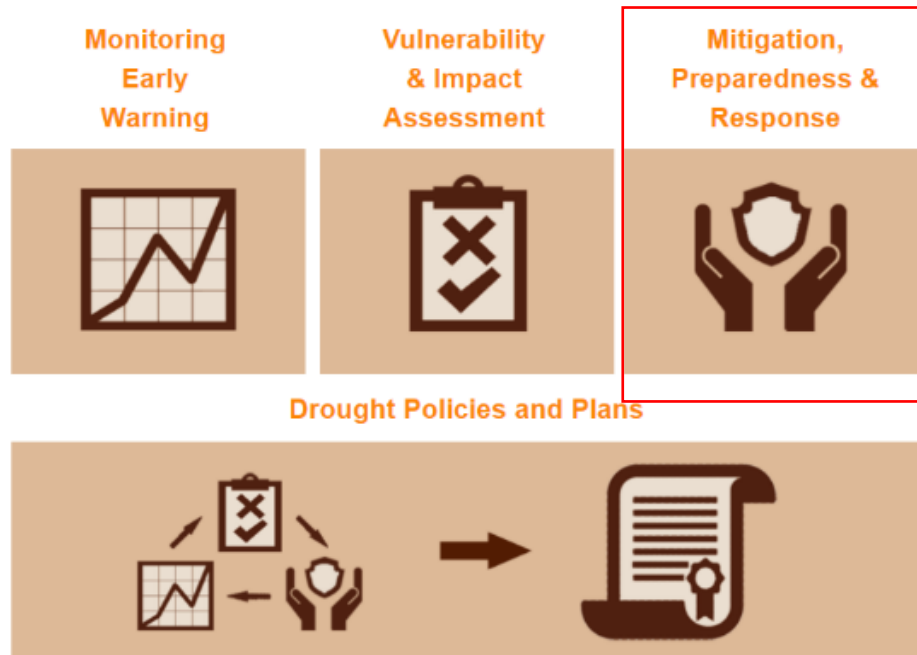 Monitoring
Early
Warning
Vulnerability
& Impact
Assessment
Mitigation,
Preparedness &
Response
Drought Policies and Plans